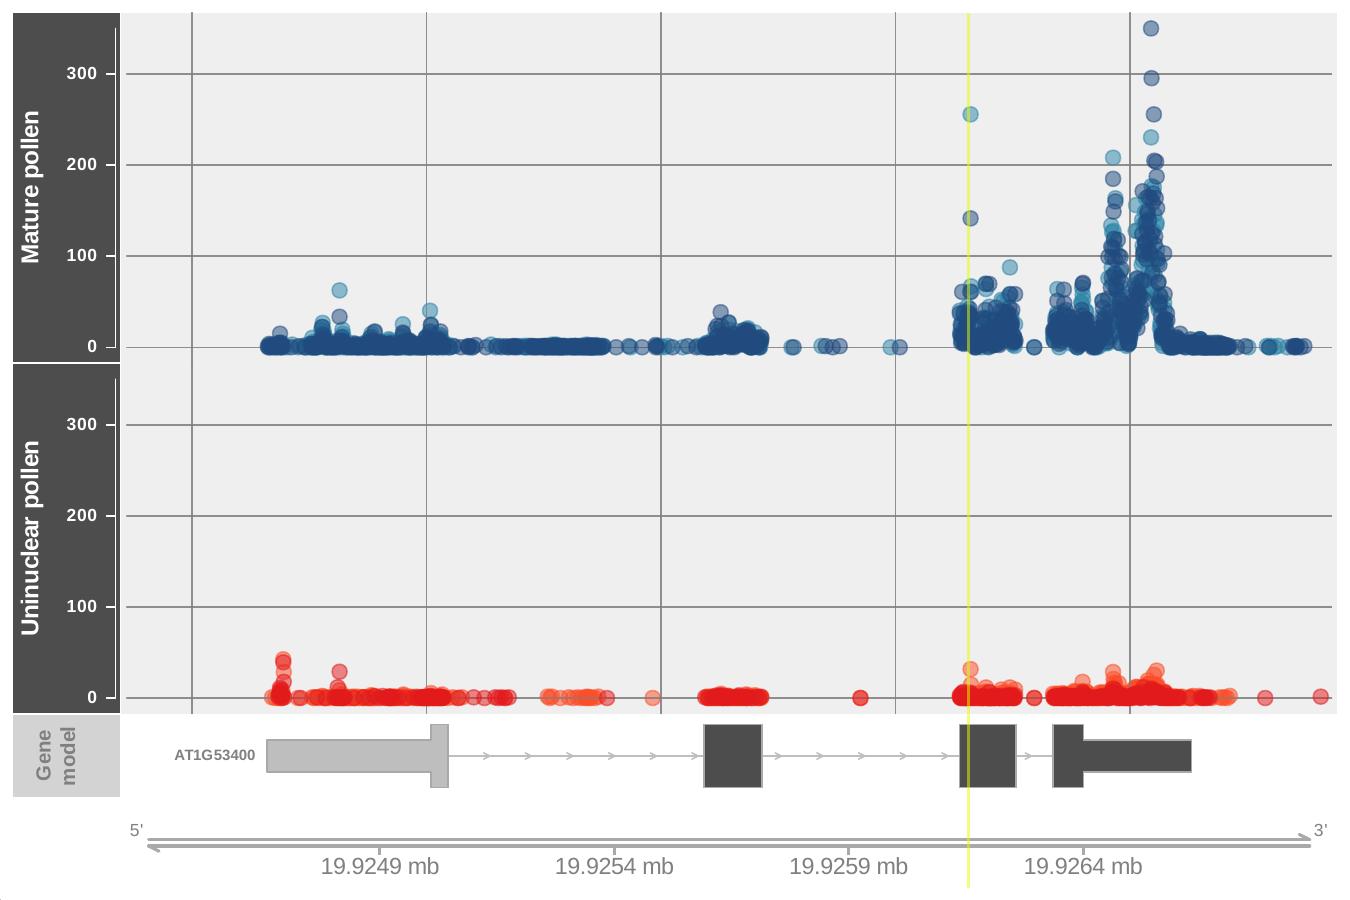 Mature pollen
300
200
100
0
Uninuclear pollen
300
200
100
0
Gene
model
AT1G53400
5'
3'
19.9249 mb
19.9254 mb
19.9259 mb
19.9264 mb